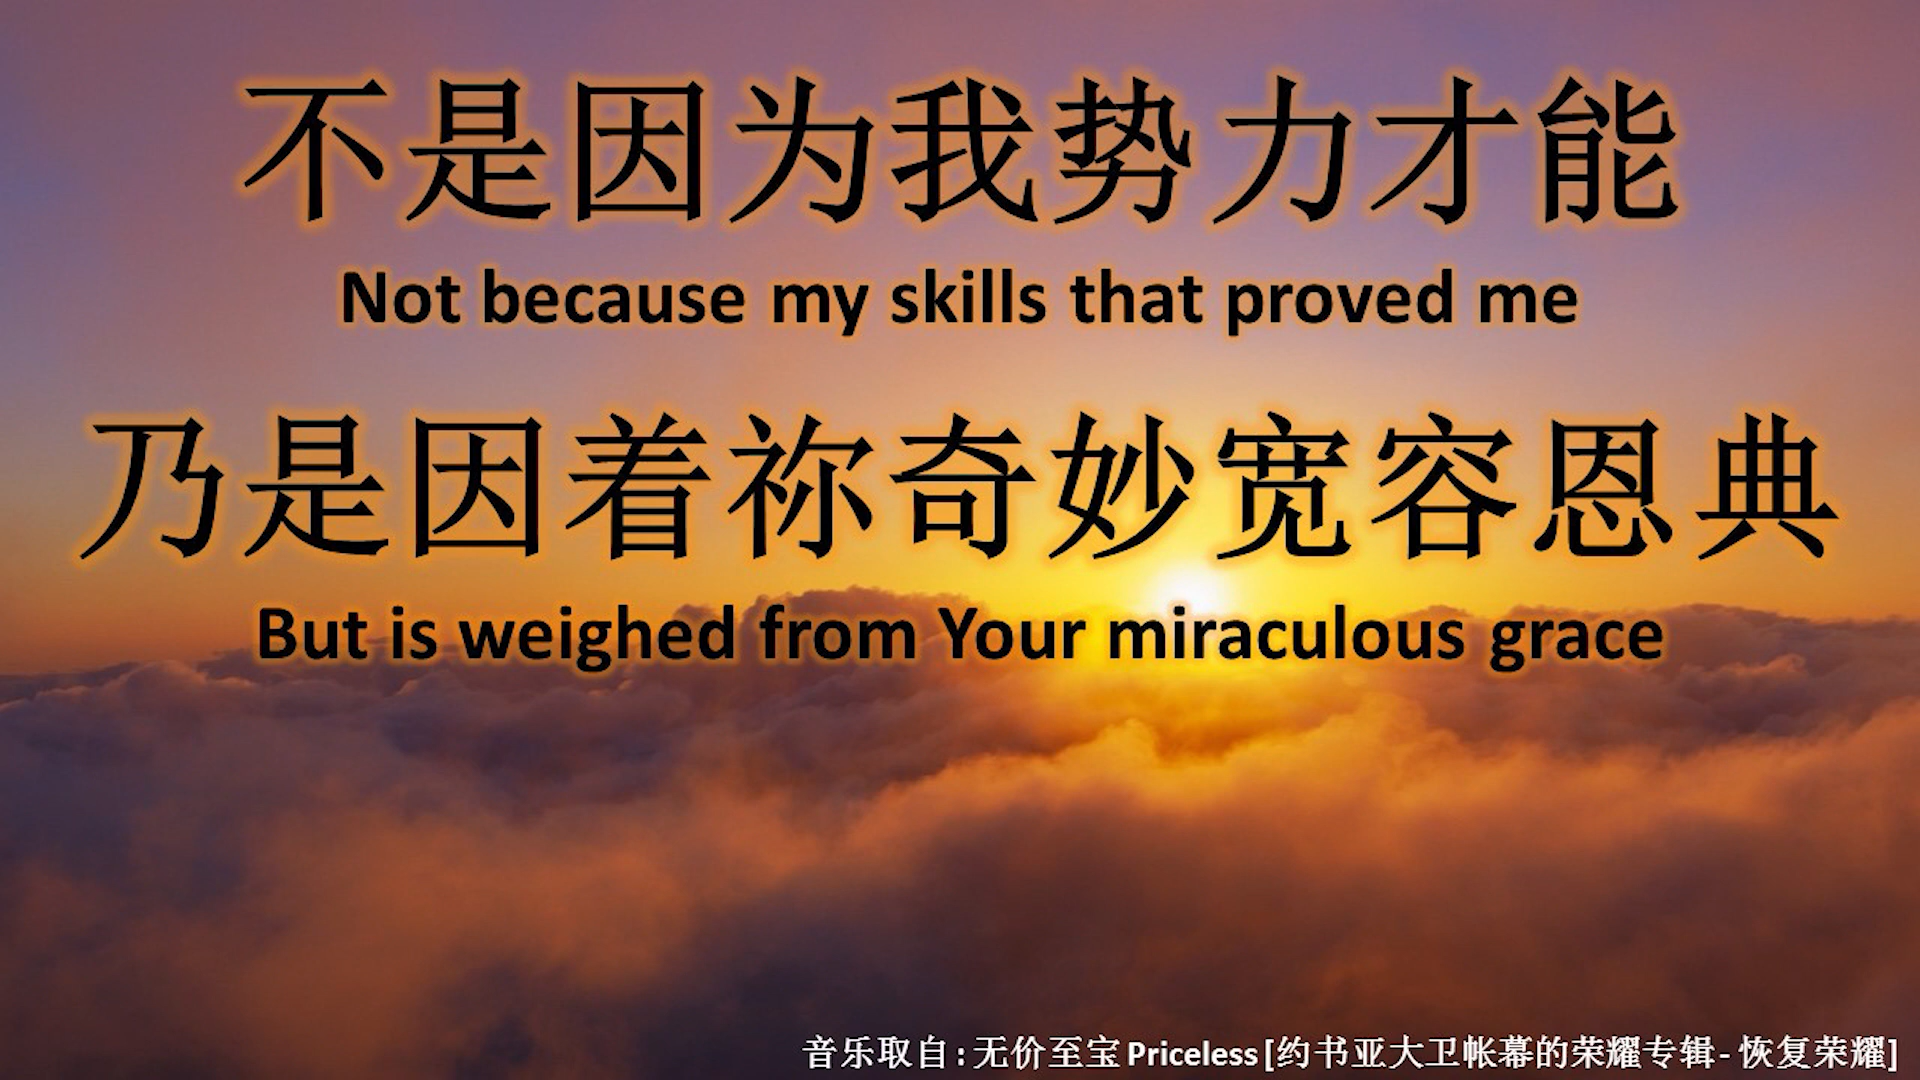 不是因为我势力才能
Not because my skills that proved me
乃是因着祢奇妙宽容恩典
But is weighed from Your miraculous grace
音乐取自 : 无价至宝 Priceless [约书亚大卫帐幕的荣耀专辑 - 恢复荣耀]